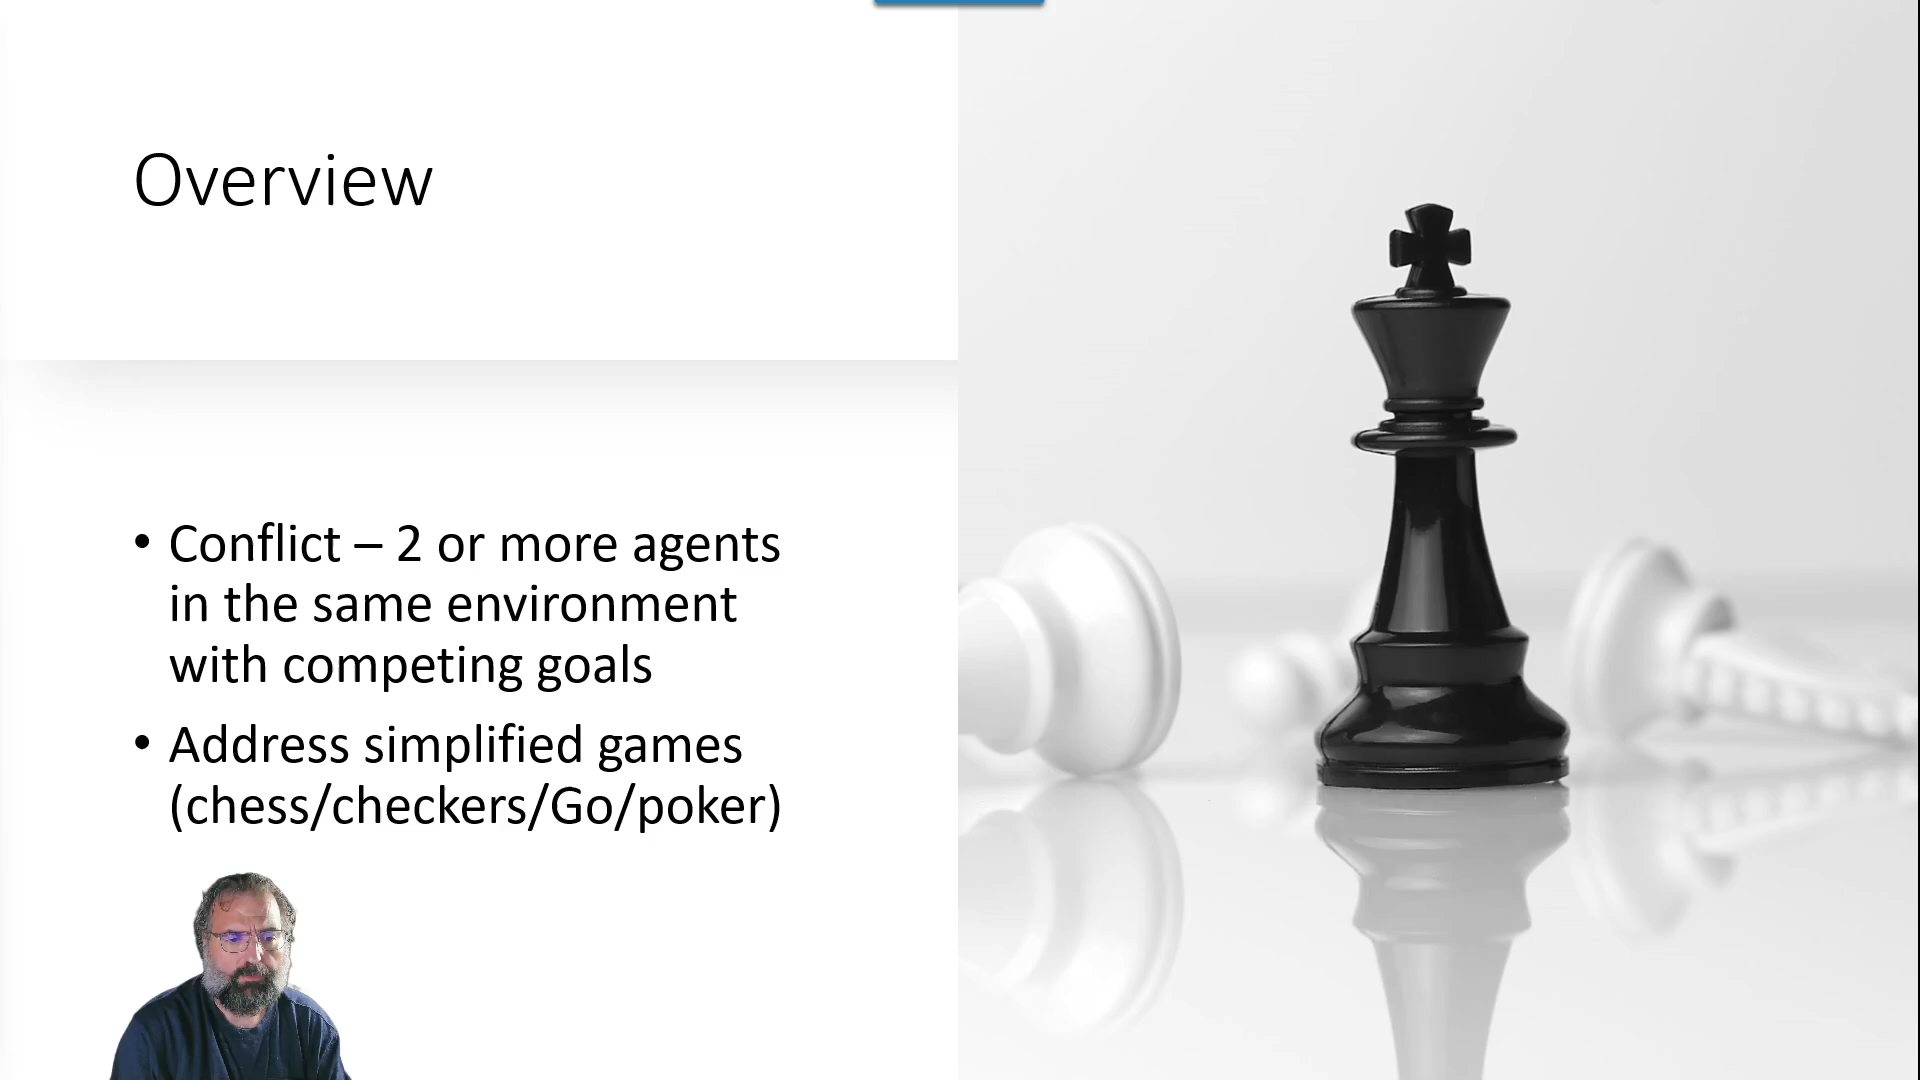 Overview
• Conflict – 2 or more agents
in the same environment
with competing goals
• Address simplified games
(chess/checkers/Go/poker)